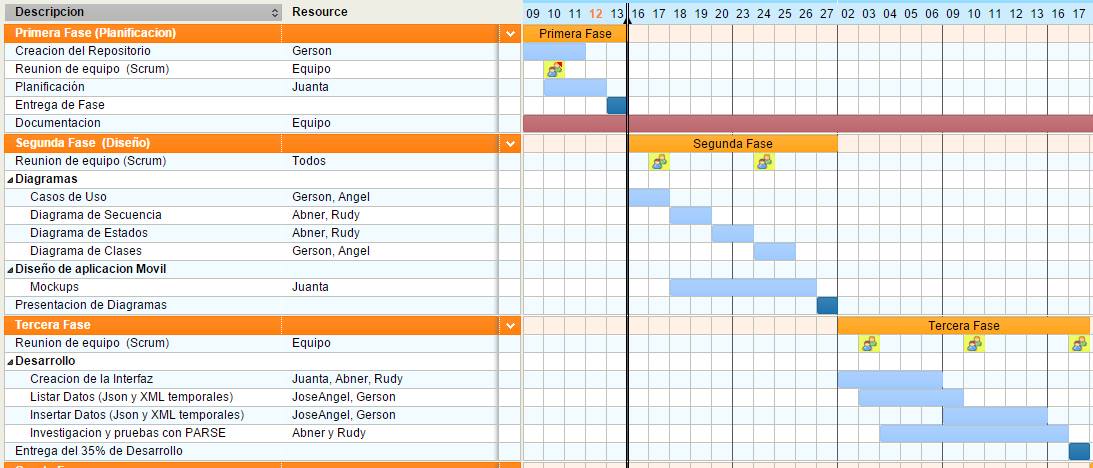 Descripcion Resource 09 10 11 12 13 16 17 18 19 20 23 24 25 26 27 02 03 04 05 06 09 10 11 12 13 16 17
Primera Fase (Planificacion) Primera Fase
Creacion del Repositorio Gerson
Reunion de equipo (Scrum) Equipo
Planificación Juanta
Entrega de Fase
Documentacion Equipo
Segunda Fase (Diseño) Segunda Fase
Reunion de equipo (Scrum) Todos
Diagramas
Casos de Uso Gerson, Angel
Diagrama de Secuencia Abner, Rudy
Diagrama de Estados Abner, Rudy
Diagrama de Clases Gerson, Angel
Diseño de aplicacion Movil
Mockups Juanta
Presentacion de Diagramas
Tercera Fase Tercera Fase
Reunion de equipo (Scrum) Equipo
Desarrollo
Creacion de la Interfaz Juanta, Abner, Rudy
Listar Datos (Json y XML temporales) JoseAngel, Gerson
Insertar Datos (Json y XML temporales) JoseAngel, Gerson
Investigacion y pruebas con PARSE Abner y Rudy
Entrega del 35% de Desarrollo